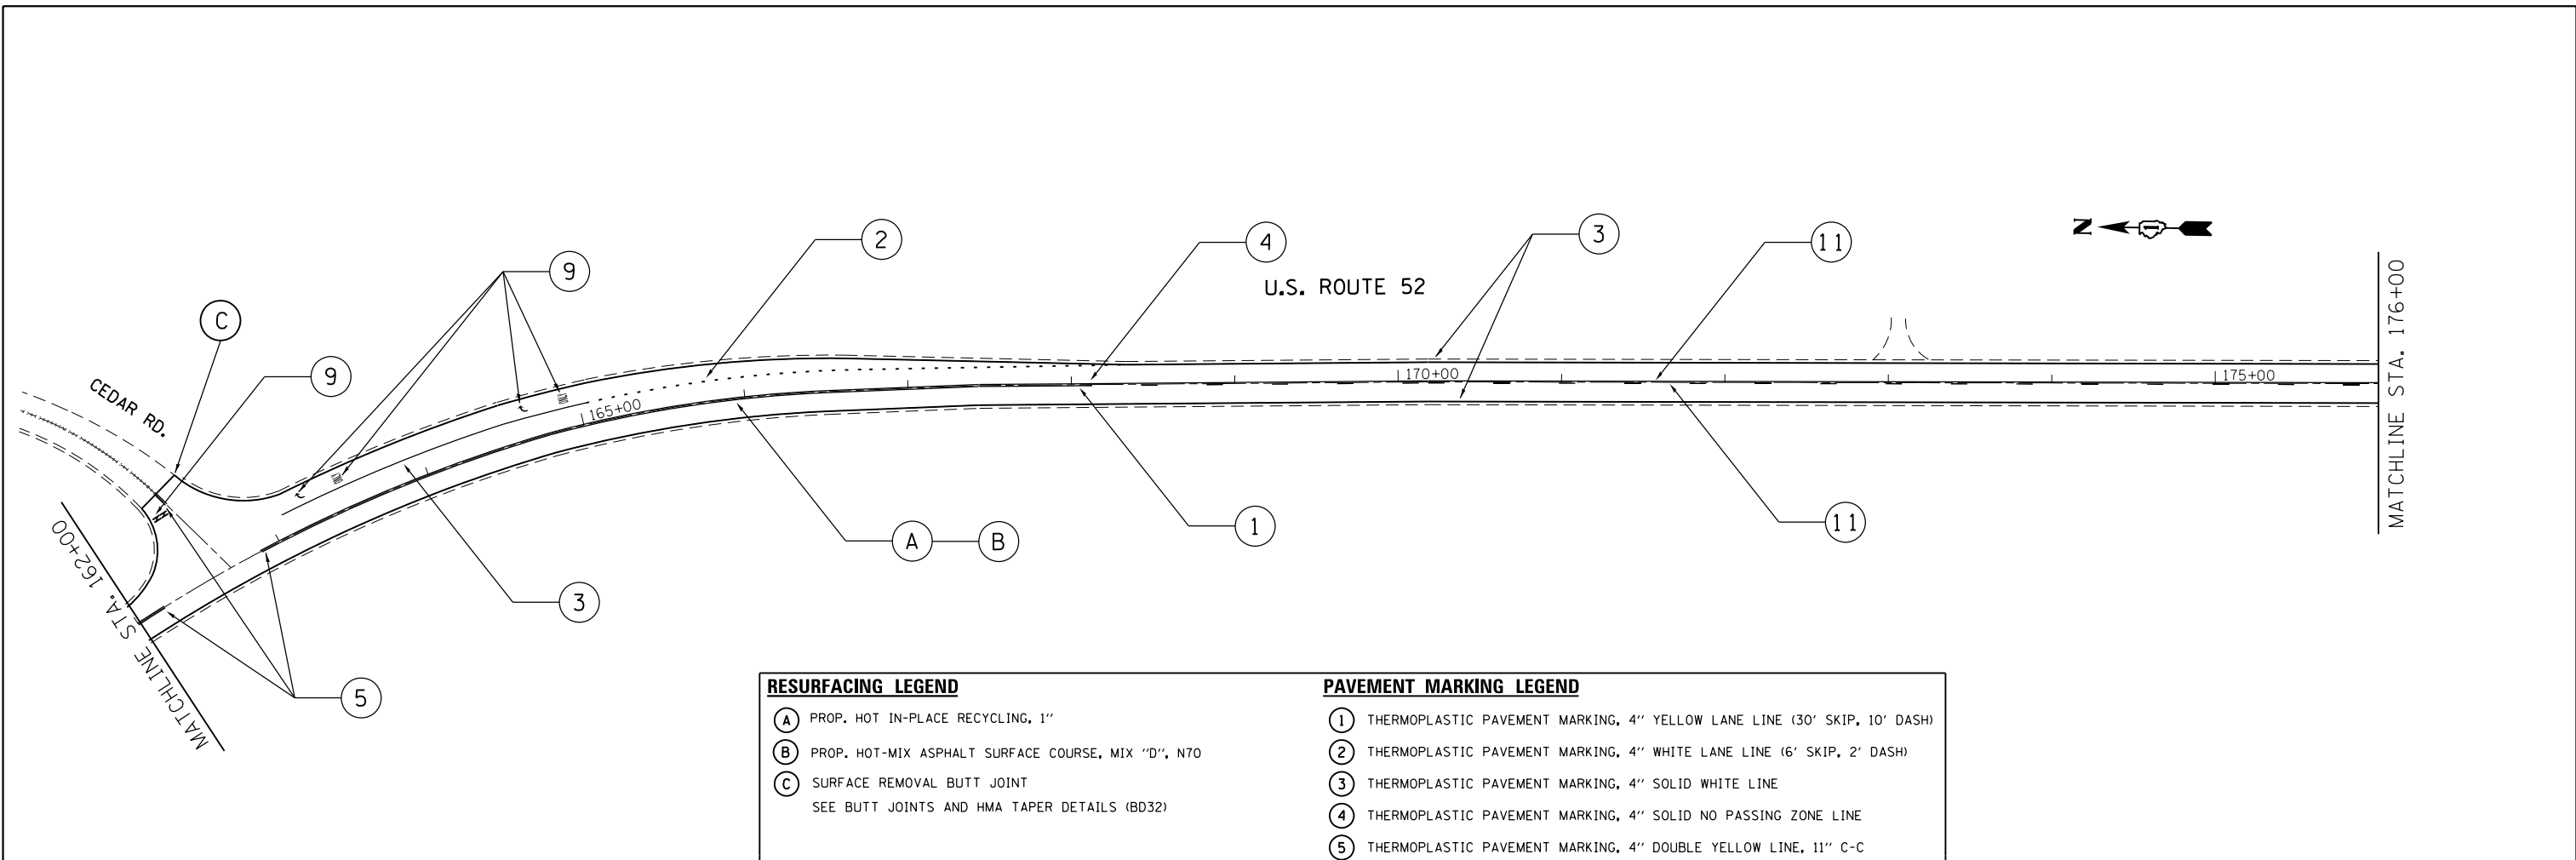 2
4
3
11
9
U.S. ROUTE 52
C
9
CEDAR RD.
ONLY
ONLY
165+00
170+00
175+00
N
MATCHLINE STA. 176+00
MATCHLINE STA. 162+00
A
B
1
11
3
5
RESURFACING LEGEND
A PROP. HOT IN-PLACE RECYCLING, 1''
B PROP. HOT-MIX ASPHALT SURFACE COURSE, MIX "D", N70
C SURFACE REMOVAL BUTT JOINT
SEE BUTT JOINTS AND HMA TAPER DETAILS (BD32)
PAVEMENT MARKING LEGEND
1 THERMOPLASTIC PAVEMENT MARKING, 4'' YELLOW LANE LINE (30' SKIP, 10' DASH)
2 THERMOPLASTIC PAVEMENT MARKING, 4'' WHITE LANE LINE (6' SKIP, 2' DASH)
3 THERMOPLASTIC PAVEMENT MARKING, 4'' SOLID WHITE LINE
4 THERMOPLASTIC PAVEMENT MARKING, 4'' SOLID NO PASSING ZONE LINE
5 THERMOPLASTIC PAVEMENT MARKING, 4'' DOUBLE YELLOW LINE, 11'' C-C